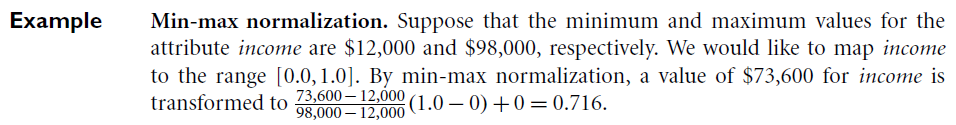 Example Min-max normalization. Suppose that the minimum and maximum values for the
attribute income are $12,000 and $98,000, respectively. We would like to map income
to the range [0.0, 1.0]. By min-max normalization, a value of $73,600 for income is
transformed to \frac{73,600 − 12,000}{98,000 − 12,000}(1.0 − 0) + 0 = 0.716.